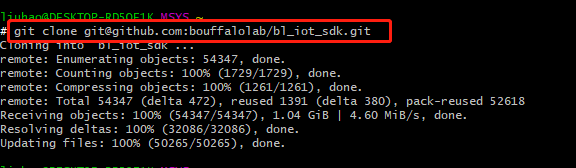 liuhao@DESKTOP-RD5OF1K MSYS ~
# git clone git@github.com:bouffalolab/bl_iot_sdk.git
Cloning into 'bl_iot_sdk'...
remote: Enumerating objects: 54347, done.
remote: Counting objects: 100% (1729/1729), done.
remote: Compressing objects: 100% (1261/1261), done.
remote: Total 54347 (delta 472), reused 1391 (delta 380), pack-reused 52618
Receiving objects: 100% (54347/54347), 1.04 GiB | 4.60 MiB/s, done.
Resolving deltas: 100% (32086/32086), done.
Updating files: 100% (50265/50265), done.